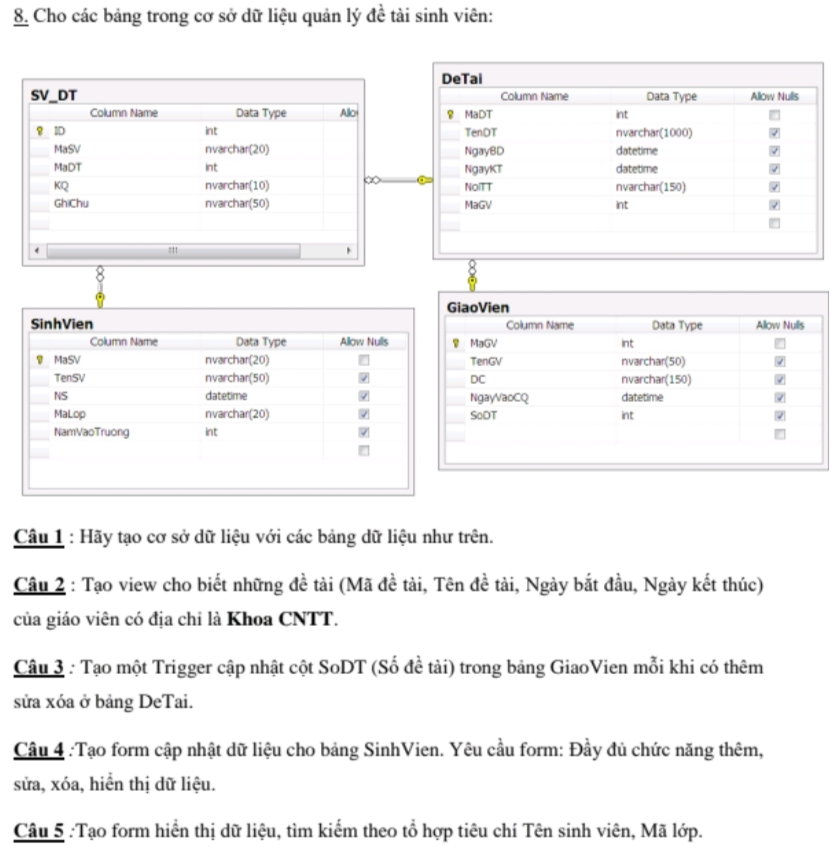 8. Cho các bảng trong cơ sở dữ liệu quản lý đề tài sinh viên:
SV_DT
Column Name Data Type Allo
ID int
MaSV nvarchar(20)
MaDT int
KQ nvarchar(10)
GhiChu nvarchar(50)
DeTai
Column Name Data Type Allow Nulls
MaDT int
TenDT nvarchar(1000)
NgayBD datetime
NgayKT datetime
NoiTT nvarchar(150)
MaGV int
SinhVien
Column Name Data Type Allow Nulls
MaSV nvarchar(20)
TenSV nvarchar(50)
NS datetime
MaLop nvarchar(20)
NamVaoTruong int
GiaoVien
Column Name Data Type Allow Nulls
MaGV int
TenGV nvarchar(50)
DC nvarchar(150)
NgayVaoCQ datetime
SoDT int
Câu 1 : Hãy tạo cơ sở dữ liệu với các bảng dữ liệu như trên.
Câu 2 : Tạo view cho biết những đề tài (Mã đề tài, Tên đề tài, Ngày bắt đầu, Ngày kết thúc)
của giáo viên có địa chỉ là Khoa CNTT.
Câu 3 : Tạo một Trigger cập nhật cột SoDT (Số đề tài) trong bảng GiaoVien mỗi khi có thêm
sửa xóa ở bảng DeTai.
Câu 4 :Tạo form cập nhật dữ liệu cho bảng SinhVien. Yêu cầu form: Đầy đủ chức năng thêm,
sửa, xóa, hiển thị dữ liệu.
Câu 5 :Tạo form hiển thị dữ liệu, tìm kiếm theo tổ hợp tiêu chí Tên sinh viên, Mã lớp.